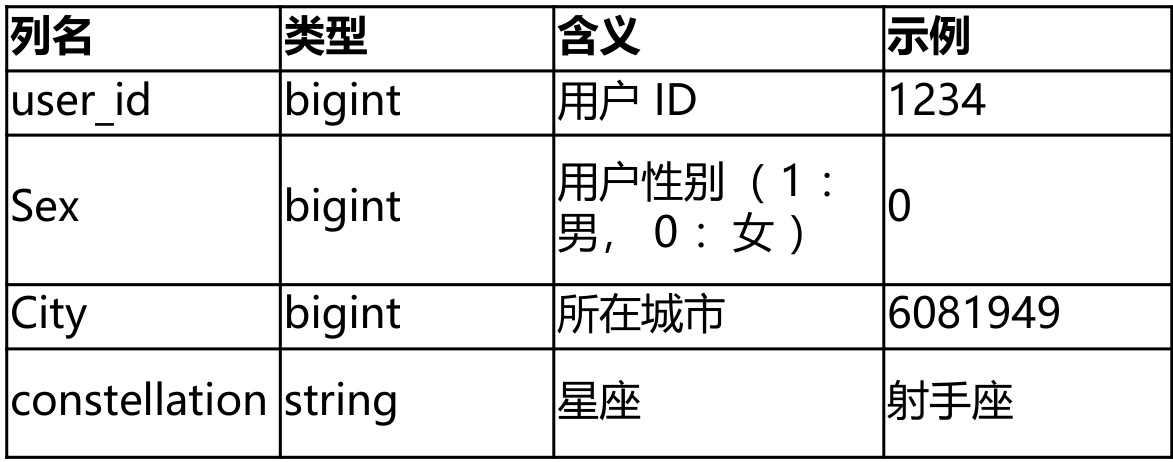 列名 类型 含义 示例
user_id bigint 用户 ID 1234
Sex bigint 用户性别（1：男， 0：女） 0
City bigint 所在城市 6081949
constellation string 星座 射手座